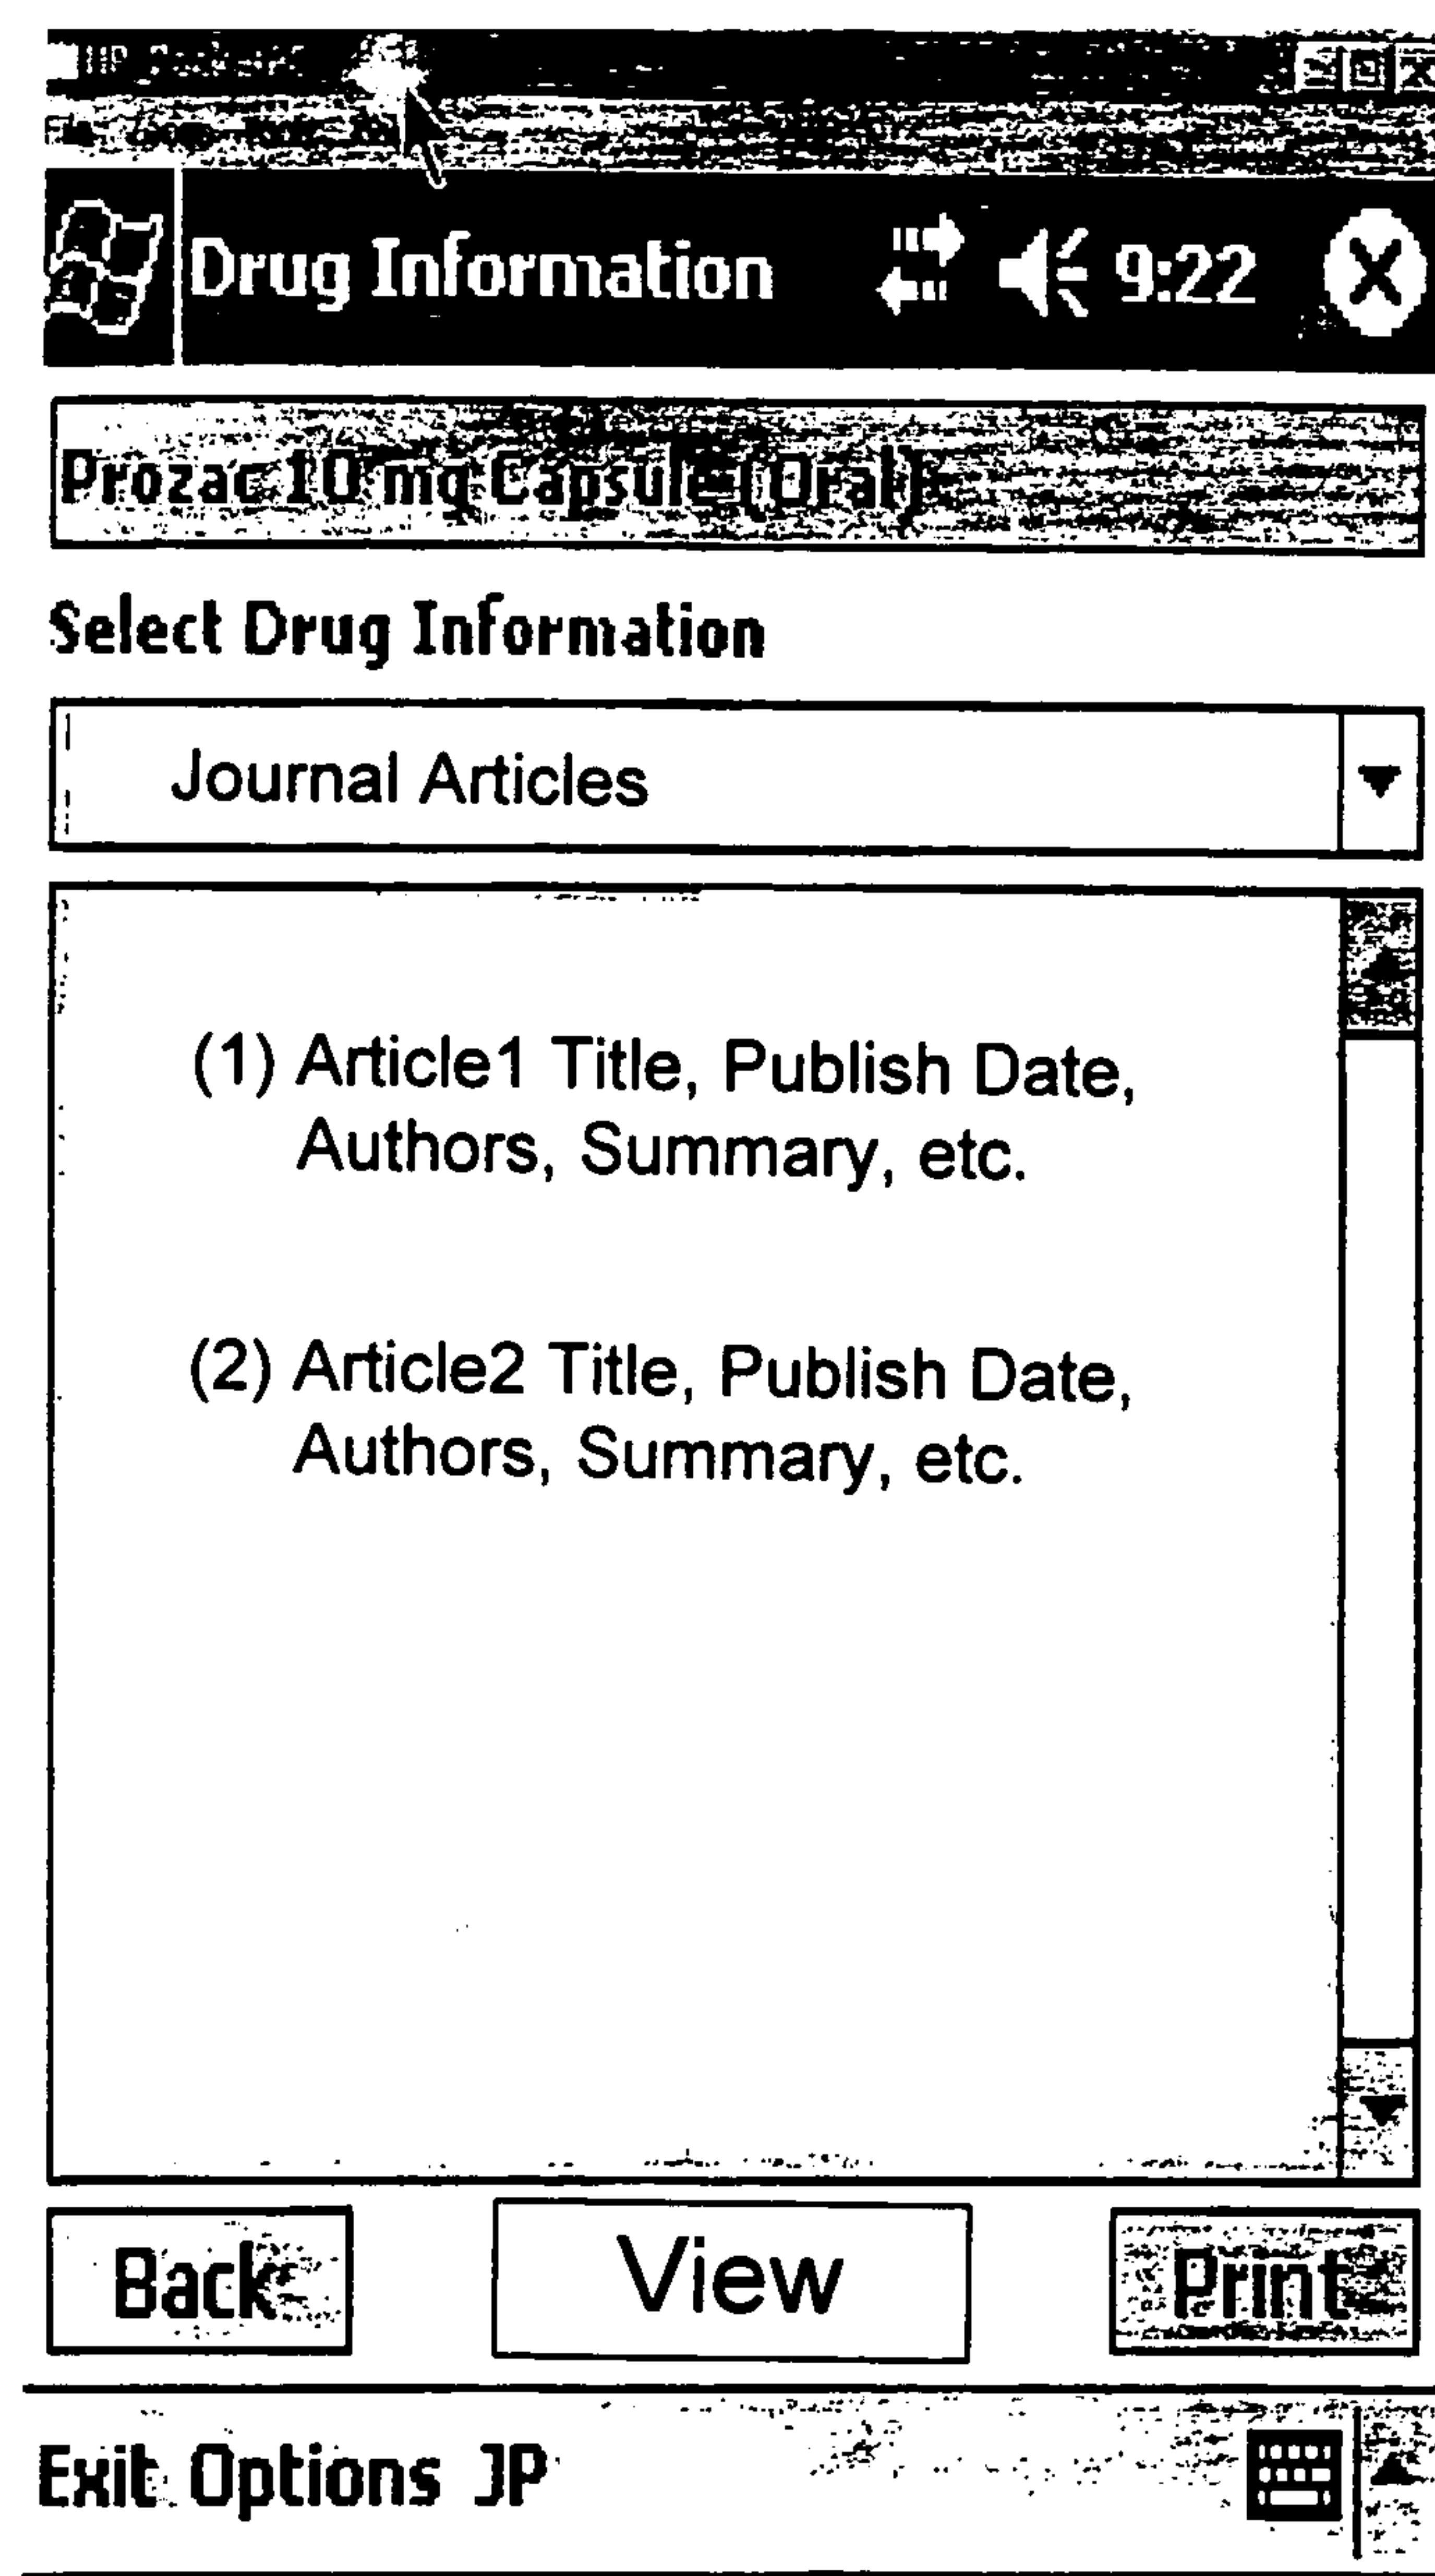 Drug Information 9:22
Prozac 10 mg Capsule (Oral)
Select Drug Information
Journal Articles
(1) Article1 Title, Publish Date,
Authors, Summary, etc.
(2) Article2 Title, Publish Date,
Authors, Summary, etc.
Back View Print
Exit Options JP